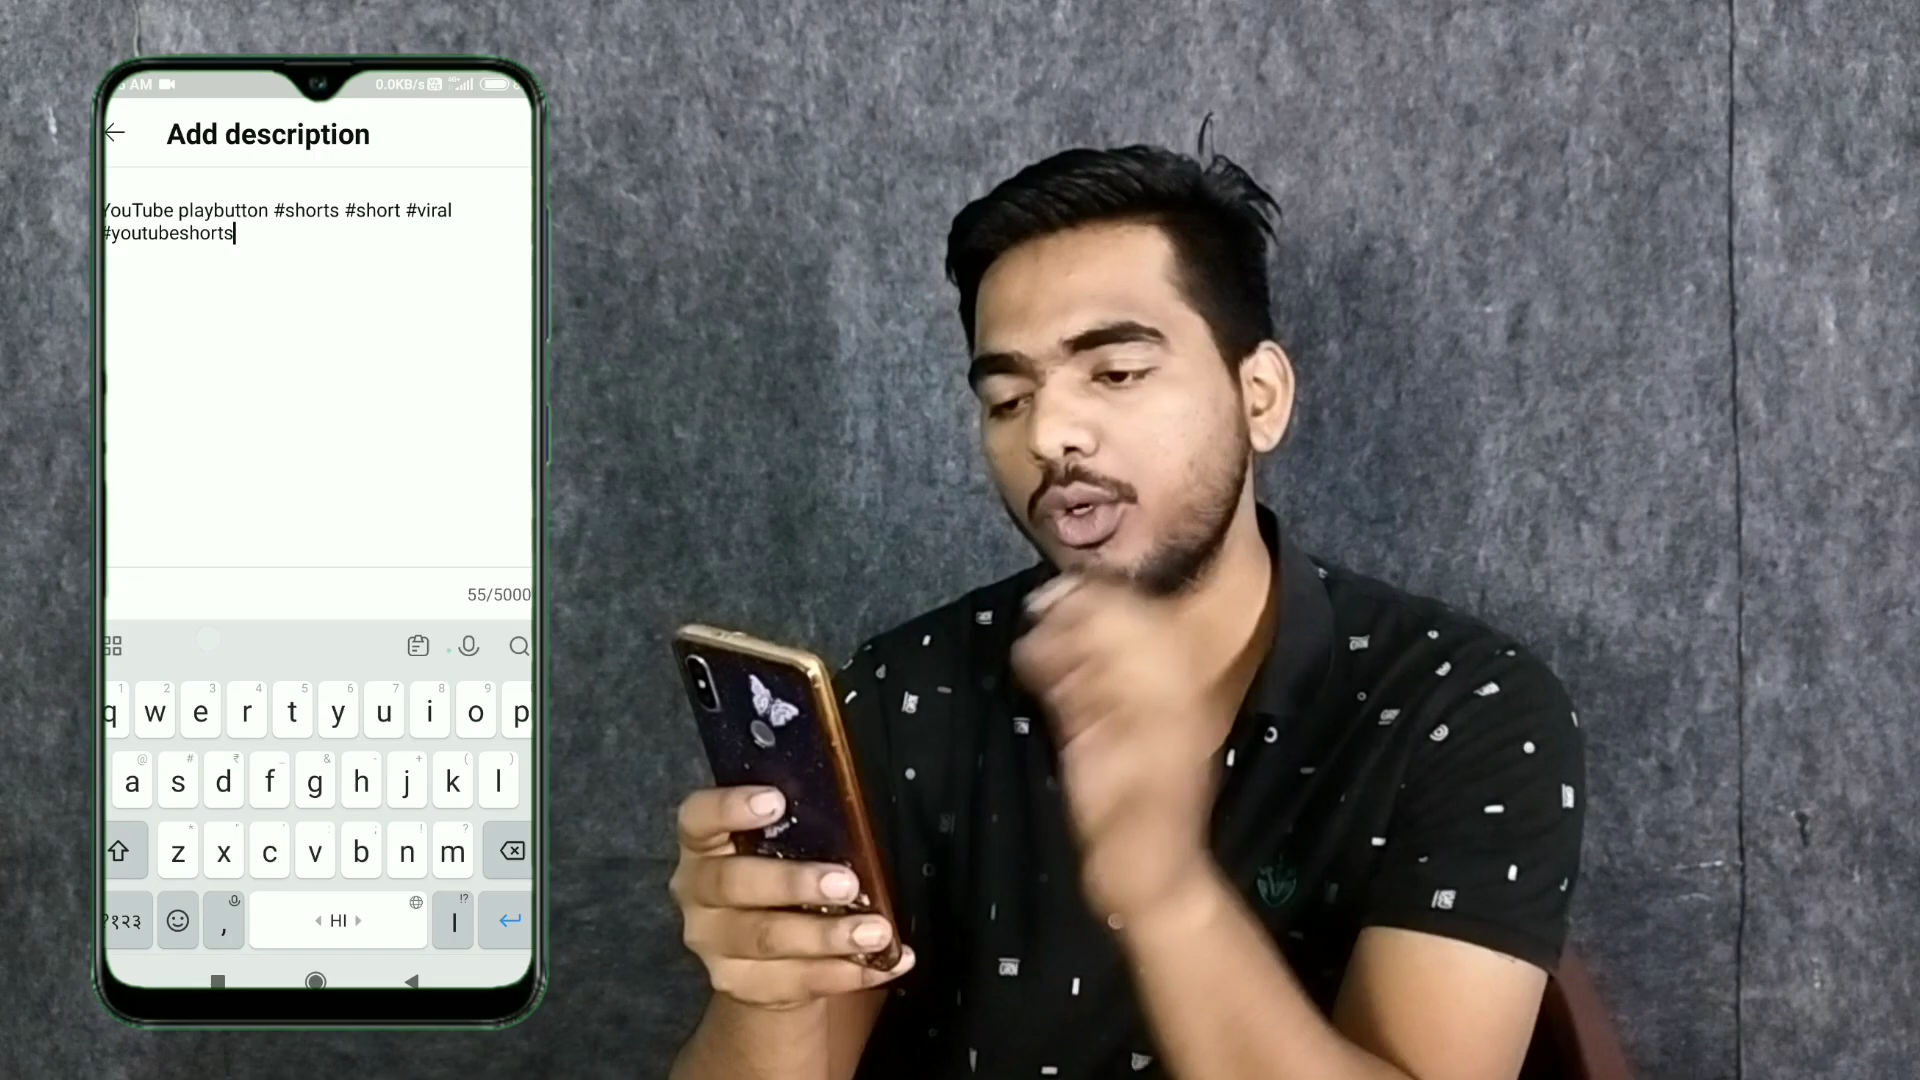 AM
0.0KB/s
Add description
YouTube playbutton #shorts #short #viral
#youtubeshorts
55/5000
1 2 3 4 5 6 7 8 9
q w e r t y u i o p
@ # ₹ _ & - + ( )
a s d f g h j k l
* " ' : ; ! ?
z x c v b n m
?१२३ , HI !? |